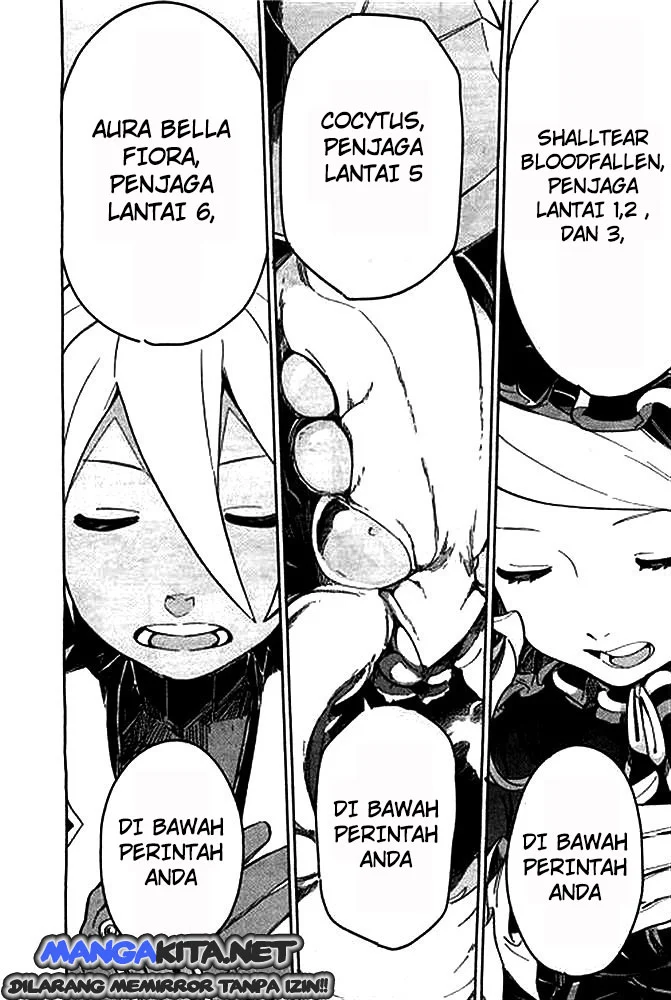 SHALLTEAR
BLOODFALLEN,
PENJAGA
LANTAI 1,2 ,
DAN 3,
DI BAWAH
PERINTAH
ANDA
COCYTUS,
PENJAGA
LANTAI 5
DI BAWAH
PERINTAH
ANDA
AURA BELLA
FIORA,
PENJAGA
LANTAI 6,
DI BAWAH
PERINTAH
ANDA
MANGAKITA.NET
DILARANG MEMIRROR TANPA IZIN!!